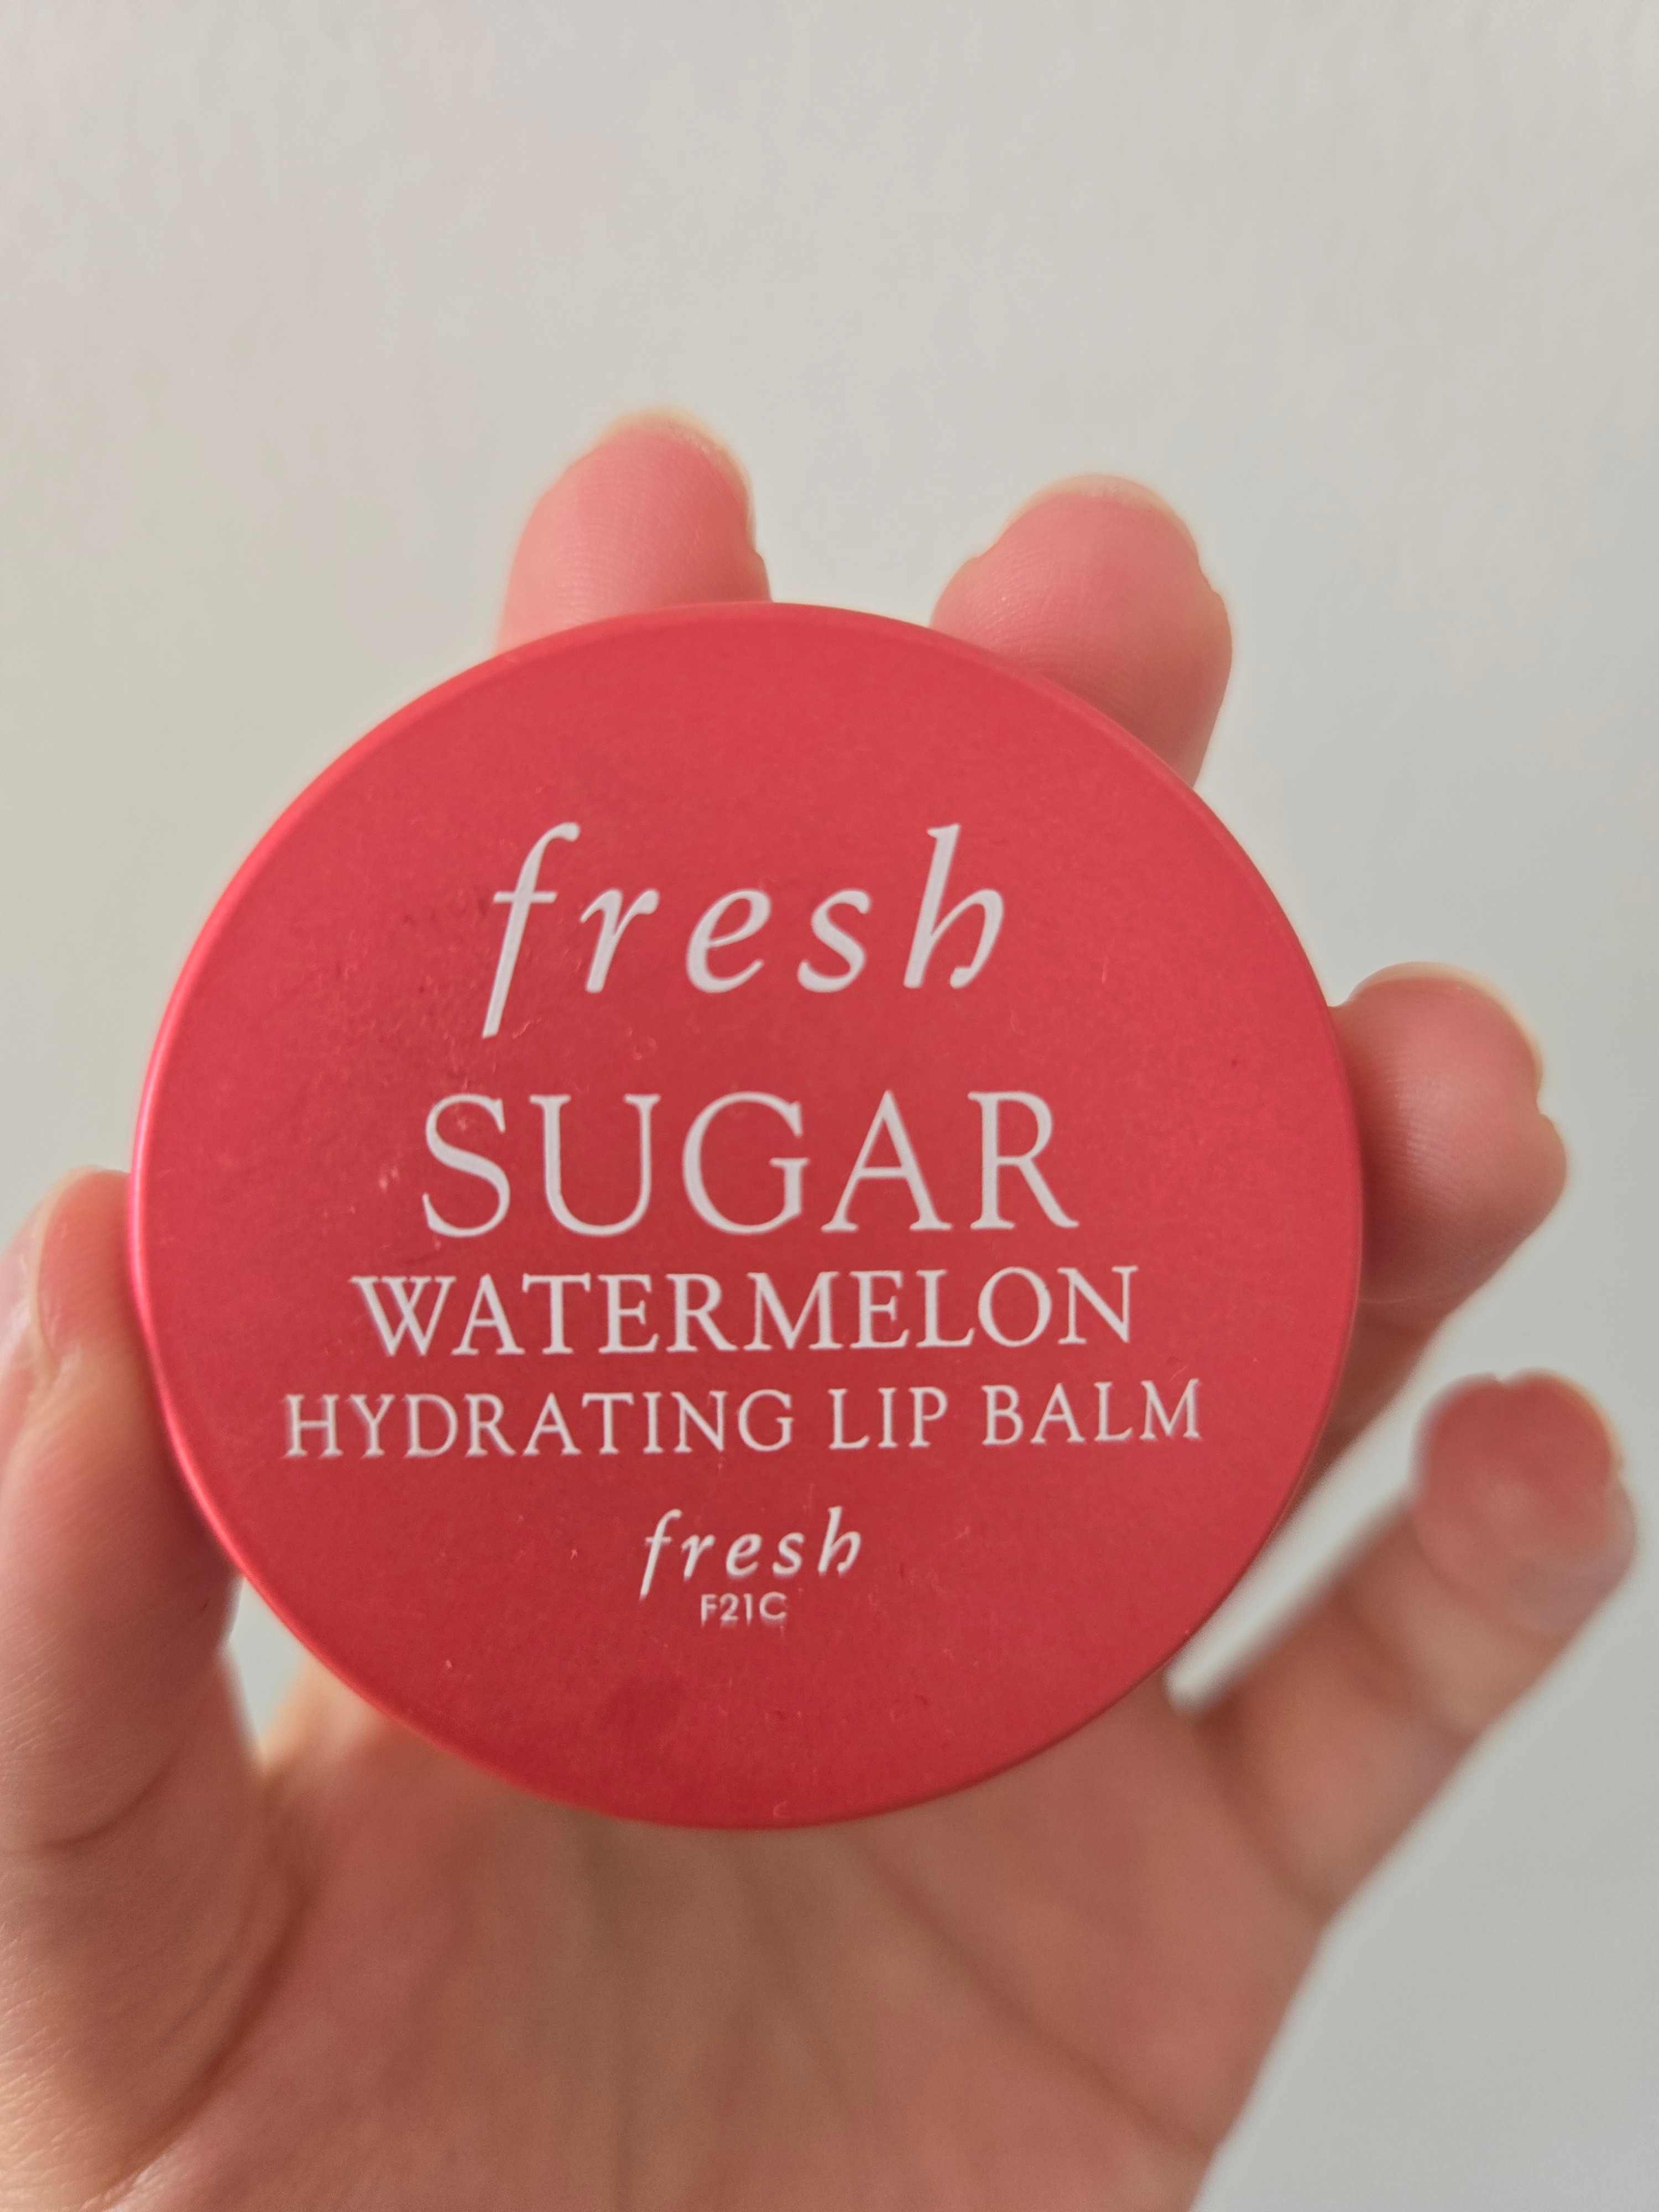 fresh
SUGAR
WATERMELON
HYDRATING LIP BALM
fresh
F21C